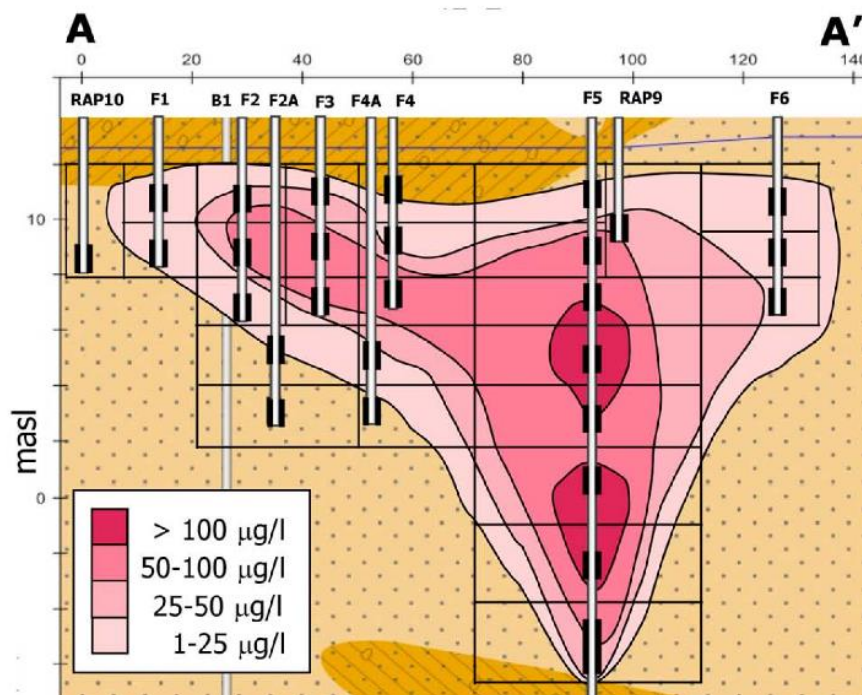 A A′
0 20 40 60 80 100 120 140
RAP10 F1 B1 F2 F2A F3 F4A F4 F5 RAP9 F6
10
masl
0
> 100 µg/l
50-100 µg/l
25-50 µg/l
1-25 µg/l